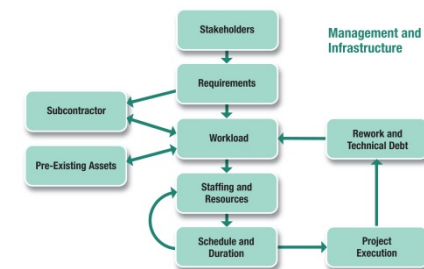 Stakeholders
Management and
Infrastructure
Requirements
Subcontractor
Workload
Rework and
Technical Debt
Pre-Existing Assets
Staffing and
Resources
Schedule and
Duration
Project
Execution